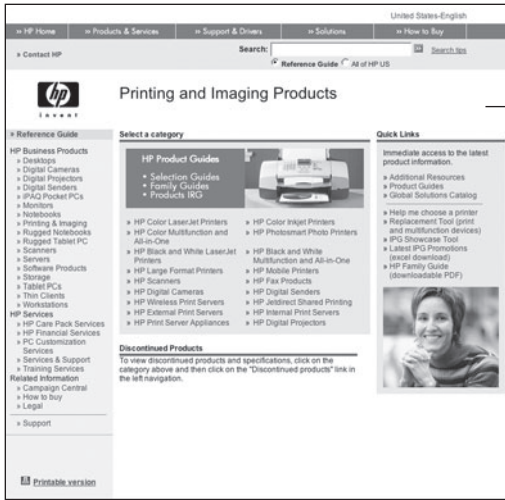 United States-English
» HP Home
» Products & Services
» Support & Drivers
» Solutions
» How to Buy
» Contact HP
Search:
» Search tips
Reference Guide All of HP US
hp
invent
Printing and Imaging Products
» Reference Guide
HP Business Products
» Desktops
» Digital Cameras
» Digital Projectors
» Digital Senders
» iPAQ Pocket PCs
» Monitors
» Notebooks
» Printing & Imaging
» Rugged Notebooks
» Rugged Tablet PC
» Scanners
» Servers
» Software Products
» Storage
» Tablet PCs
» Thin Clients
» Workstations
HP Services
» HP Care Pack Services
» HP Financial Services
» PC Customization
Services
» Services & Support
» Training Services
Related Information
» Campaign Central
» How to buy
» Legal
» Support
Printable version
Select a category
HP Product Guides
• Selection Guides
• Family Guides
• Products IRG
» HP Color LaserJet Printers
» HP Color Multifunction and
All-in-One
» HP Black and White LaserJet
Printers
» HP Large Format Printers
» HP Scanners
» HP Digital Cameras
» HP Wireless Print Servers
» HP External Print Servers
» HP Print Server Appliances
» HP Color Inkjet Printers
» HP Photosmart Photo Printers
» HP Black and White
Multifunction and All-in-One
» HP Mobile Printers
» HP Fax Products
» HP Digital Senders
» HP Jetdirect Shared Printing
» HP Internal Print Servers
» HP Digital Projectors
Discontinued Products
To view discontinued products and specifications, click on the
category above and then click on the "Discontinued products" link in
the left navigation.
Quick Links
Immediate access to the latest
product information.
» Additional Resources
» Product Guides
» Global Solutions Catalog
» Help me choose a printer
» Replacement Tool (print
and multifunction devices)
» IPG Showcase Tool
» Latest IPG Promotions
(excel download)
» HP Family Guide
(downloadable PDF)